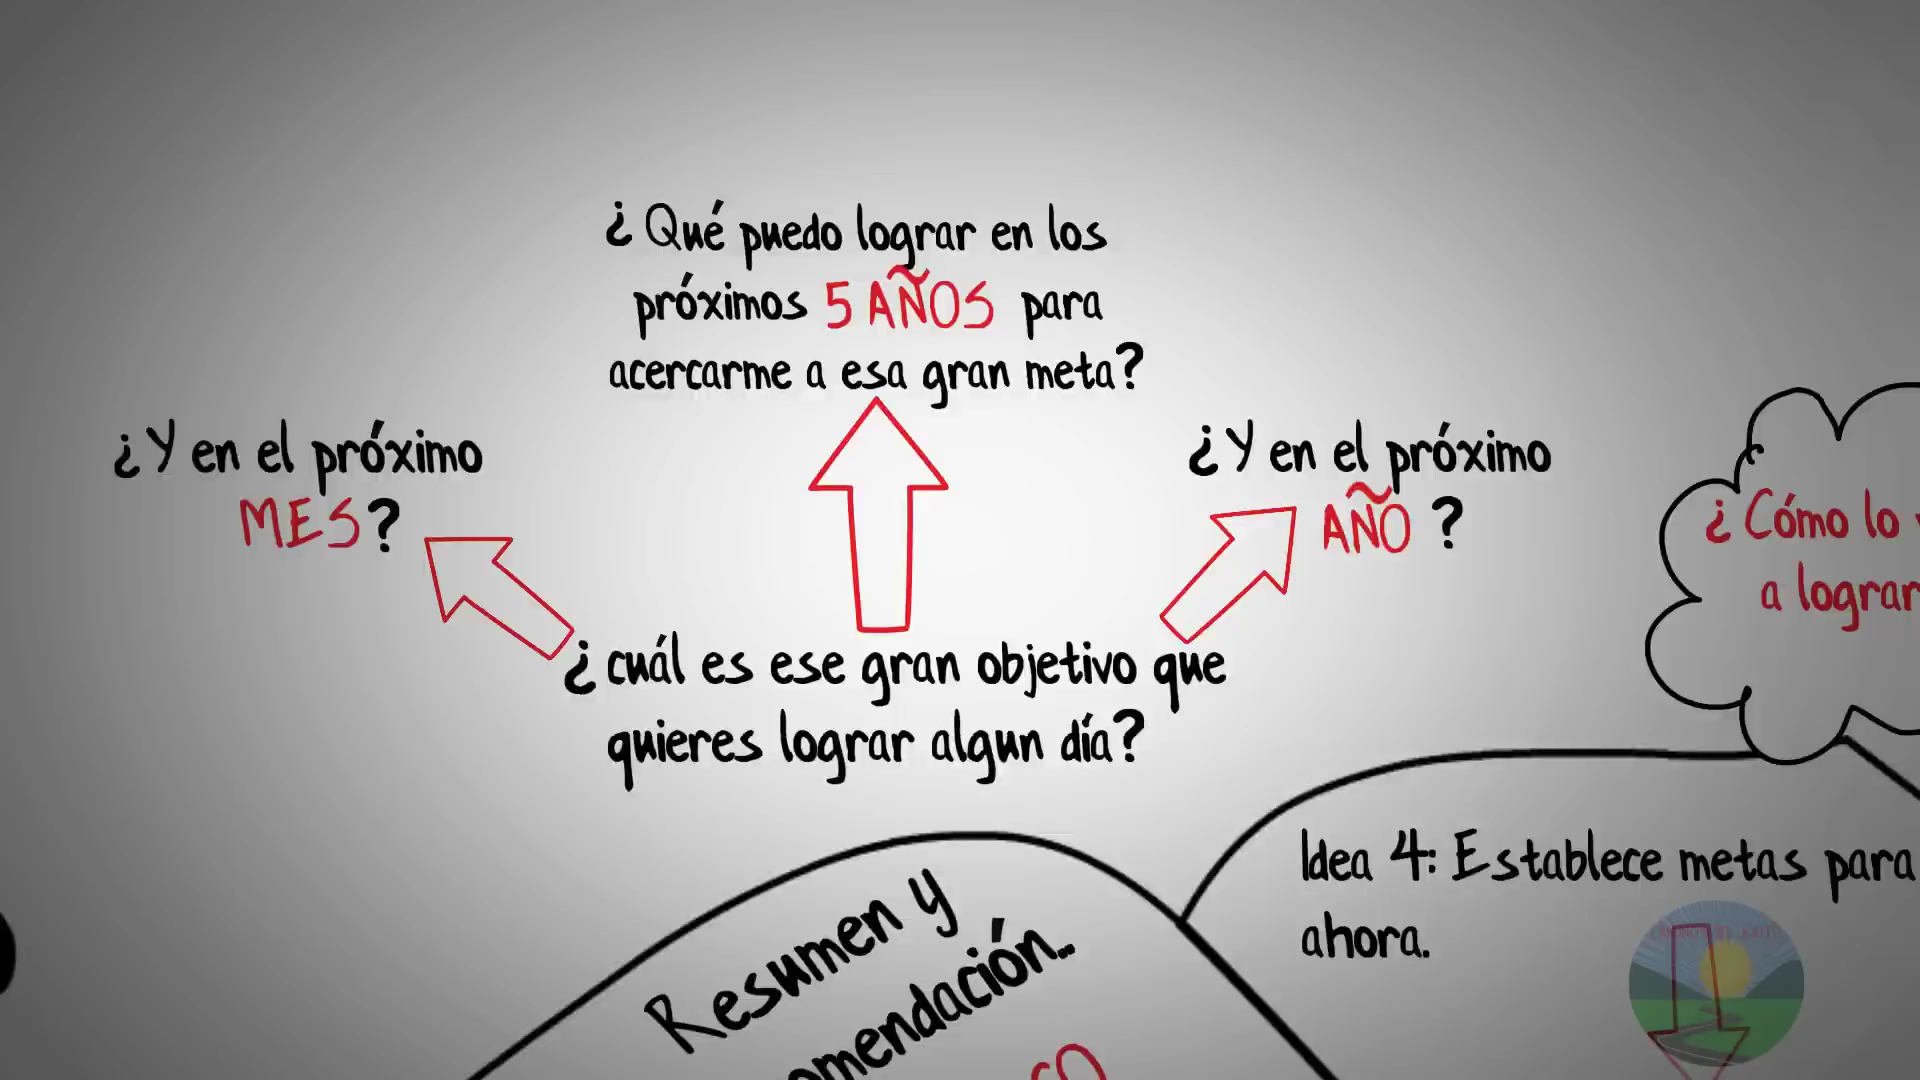 ¿Qué puedo lograr en los
próximos 5 AÑOS para
acercarme a esa gran meta?
¿Y en el próximo
MES?
¿Y en el próximo
AÑO ?
¿cuál es ese gran objetivo que
quieres lograr algun día?
¿Cómo lo
a lograr
Idea 4: Establece metas para
ahora.
Resumen y
omendación..